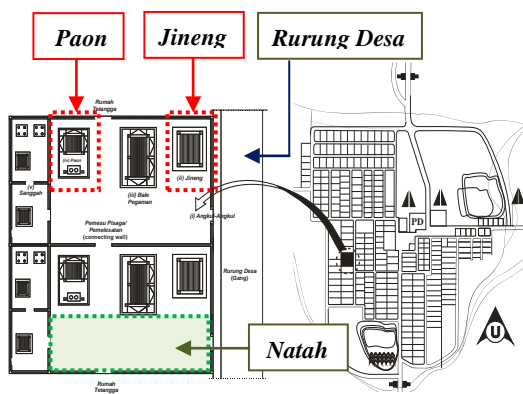 Paon
Jineng
Rurung Desa
Rumah
Tetangga
(iv) Paon
(ii) Jineng
(v)
Sanggah
(iii) Bale
Pegaman
(i) Angkul-Angkul
Pemesu Pisaga/
Pemelesatan
(connecting wall)
Rurung Desa
(Gang)
PD
U
Natah
Rumah
Tetangga